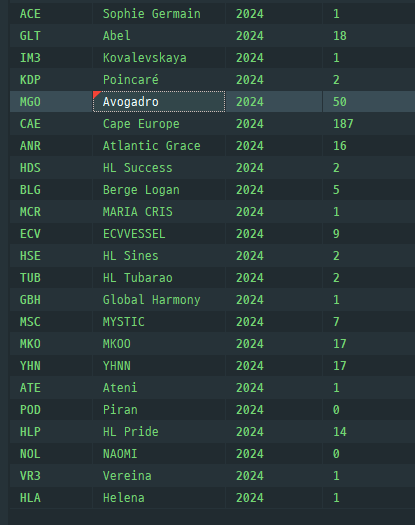 ACE Sophie Germain 2024 1
GLT Abel 2024 18
IM3 Kovalevskaya 2024 1
KDP Poincaré 2024 2
MGO Avogadro 2024 50
CAE Cape Europe 2024 187
ANR Atlantic Grace 2024 16
HDS HL Success 2024 2
BLG Berge Logan 2024 5
MCR MARIA CRIS 2024 1
ECV ECVVESSEL 2024 9
HSE HL Sines 2024 2
TUB HL Tubarao 2024 2
GBH Global Harmony 2024 1
MSC MYSTIC 2024 7
MKO MKOO 2024 17
YHN YHNN 2024 17
ATE Ateni 2024 1
POD Piran 2024 0
HLP HL Pride 2024 14
NOL NAOMI 2024 0
VR3 Vereina 2024 1
HLA Helena 2024 1